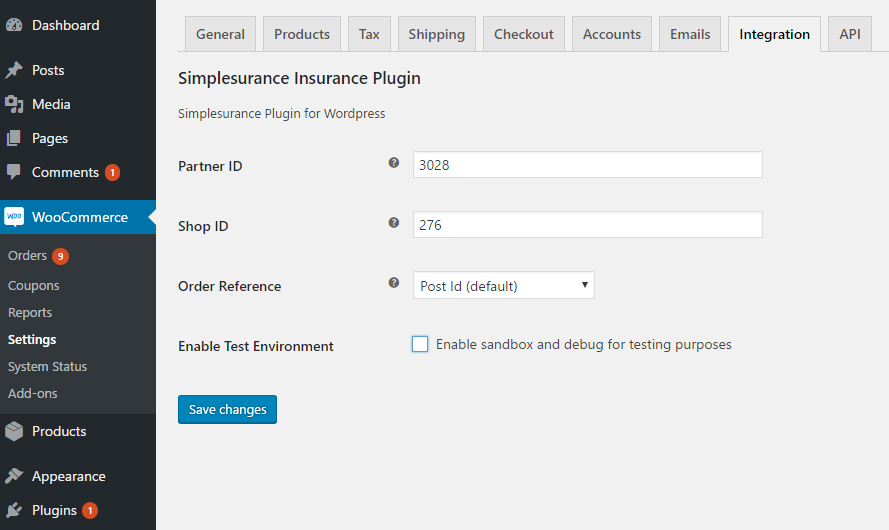 Dashboard
Posts
Media
Pages
Comments 1
woo WooCommerce
Orders 9
Coupons
Reports
Settings
System Status
Add-ons
Products
Appearance
Plugins 1
General Products Tax Shipping Checkout Accounts Emails Integration API
Simplesurance Insurance Plugin
Simplesurance Plugin for Wordpress
Partner ID ? 3028
Shop ID ? 276
Order Reference ? Post Id (default)
Enable Test Environment Enable sandbox and debug for testing purposes
Save changes